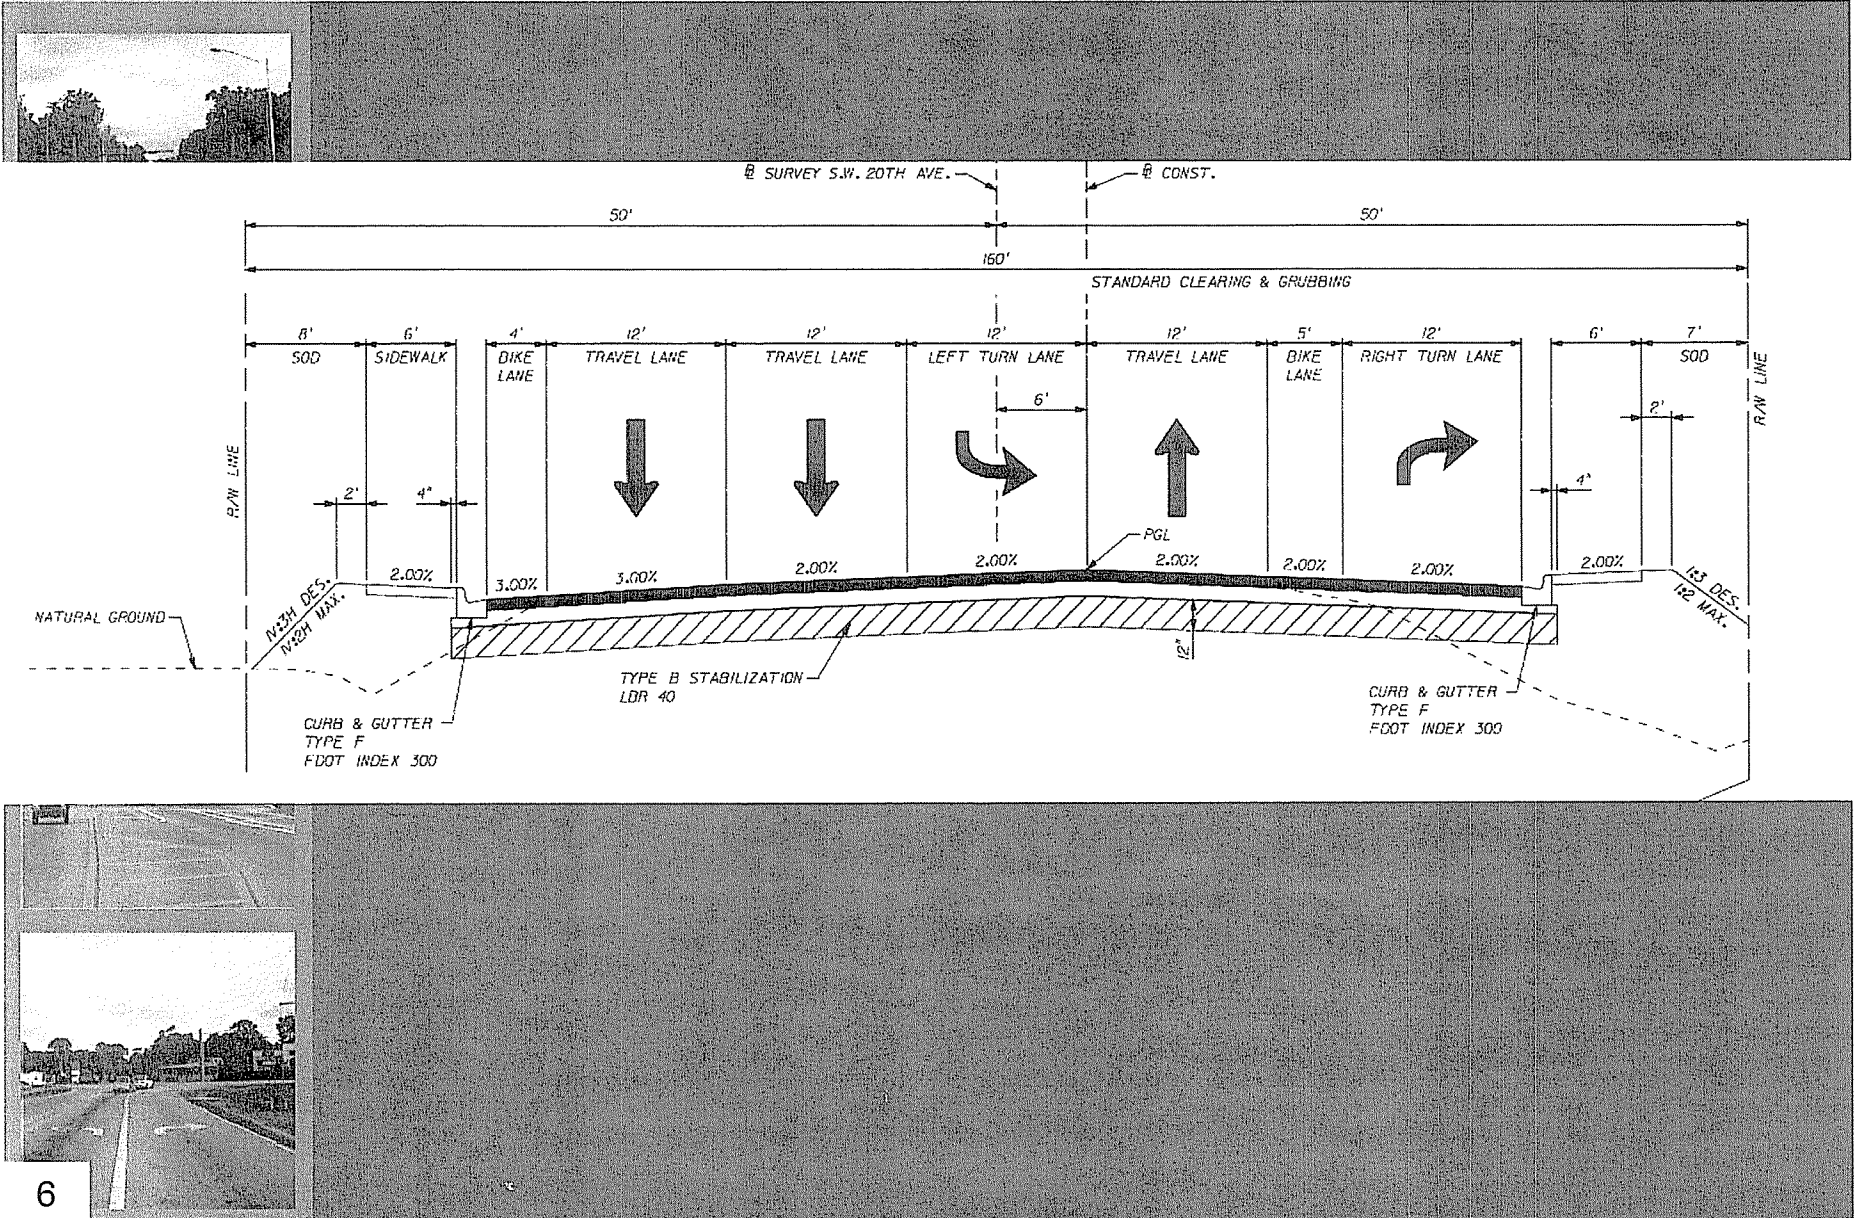 ℄ SURVEY S.W. 20TH AVE.
℄ CONST.
50'
50'
160'
STANDARD CLEARING & GRUBBING
8' 6' 4' 12' 12' 12' 12' 5' 12' 6' 7'
SOD SIDEWALK BIKE LANE TRAVEL LANE TRAVEL LANE LEFT TURN LANE TRAVEL LANE BIKE LANE RIGHT TURN LANE SOD
6'
2'
R/W LINE
R/W LINE
2'
4"
4"
PGL
2.00% 3.00% 3.00% 2.00% 2.00% 2.00% 2.00% 2.00% 2.00%
1V:3H DES.
1V:2H MAX.
1:3 DES.
1:2 MAX.
NATURAL GROUND
12"
TYPE B STABILIZATION
LBR 40
CURB & GUTTER
TYPE F
FDOT INDEX 300
CURB & GUTTER
TYPE F
FDOT INDEX 300
6